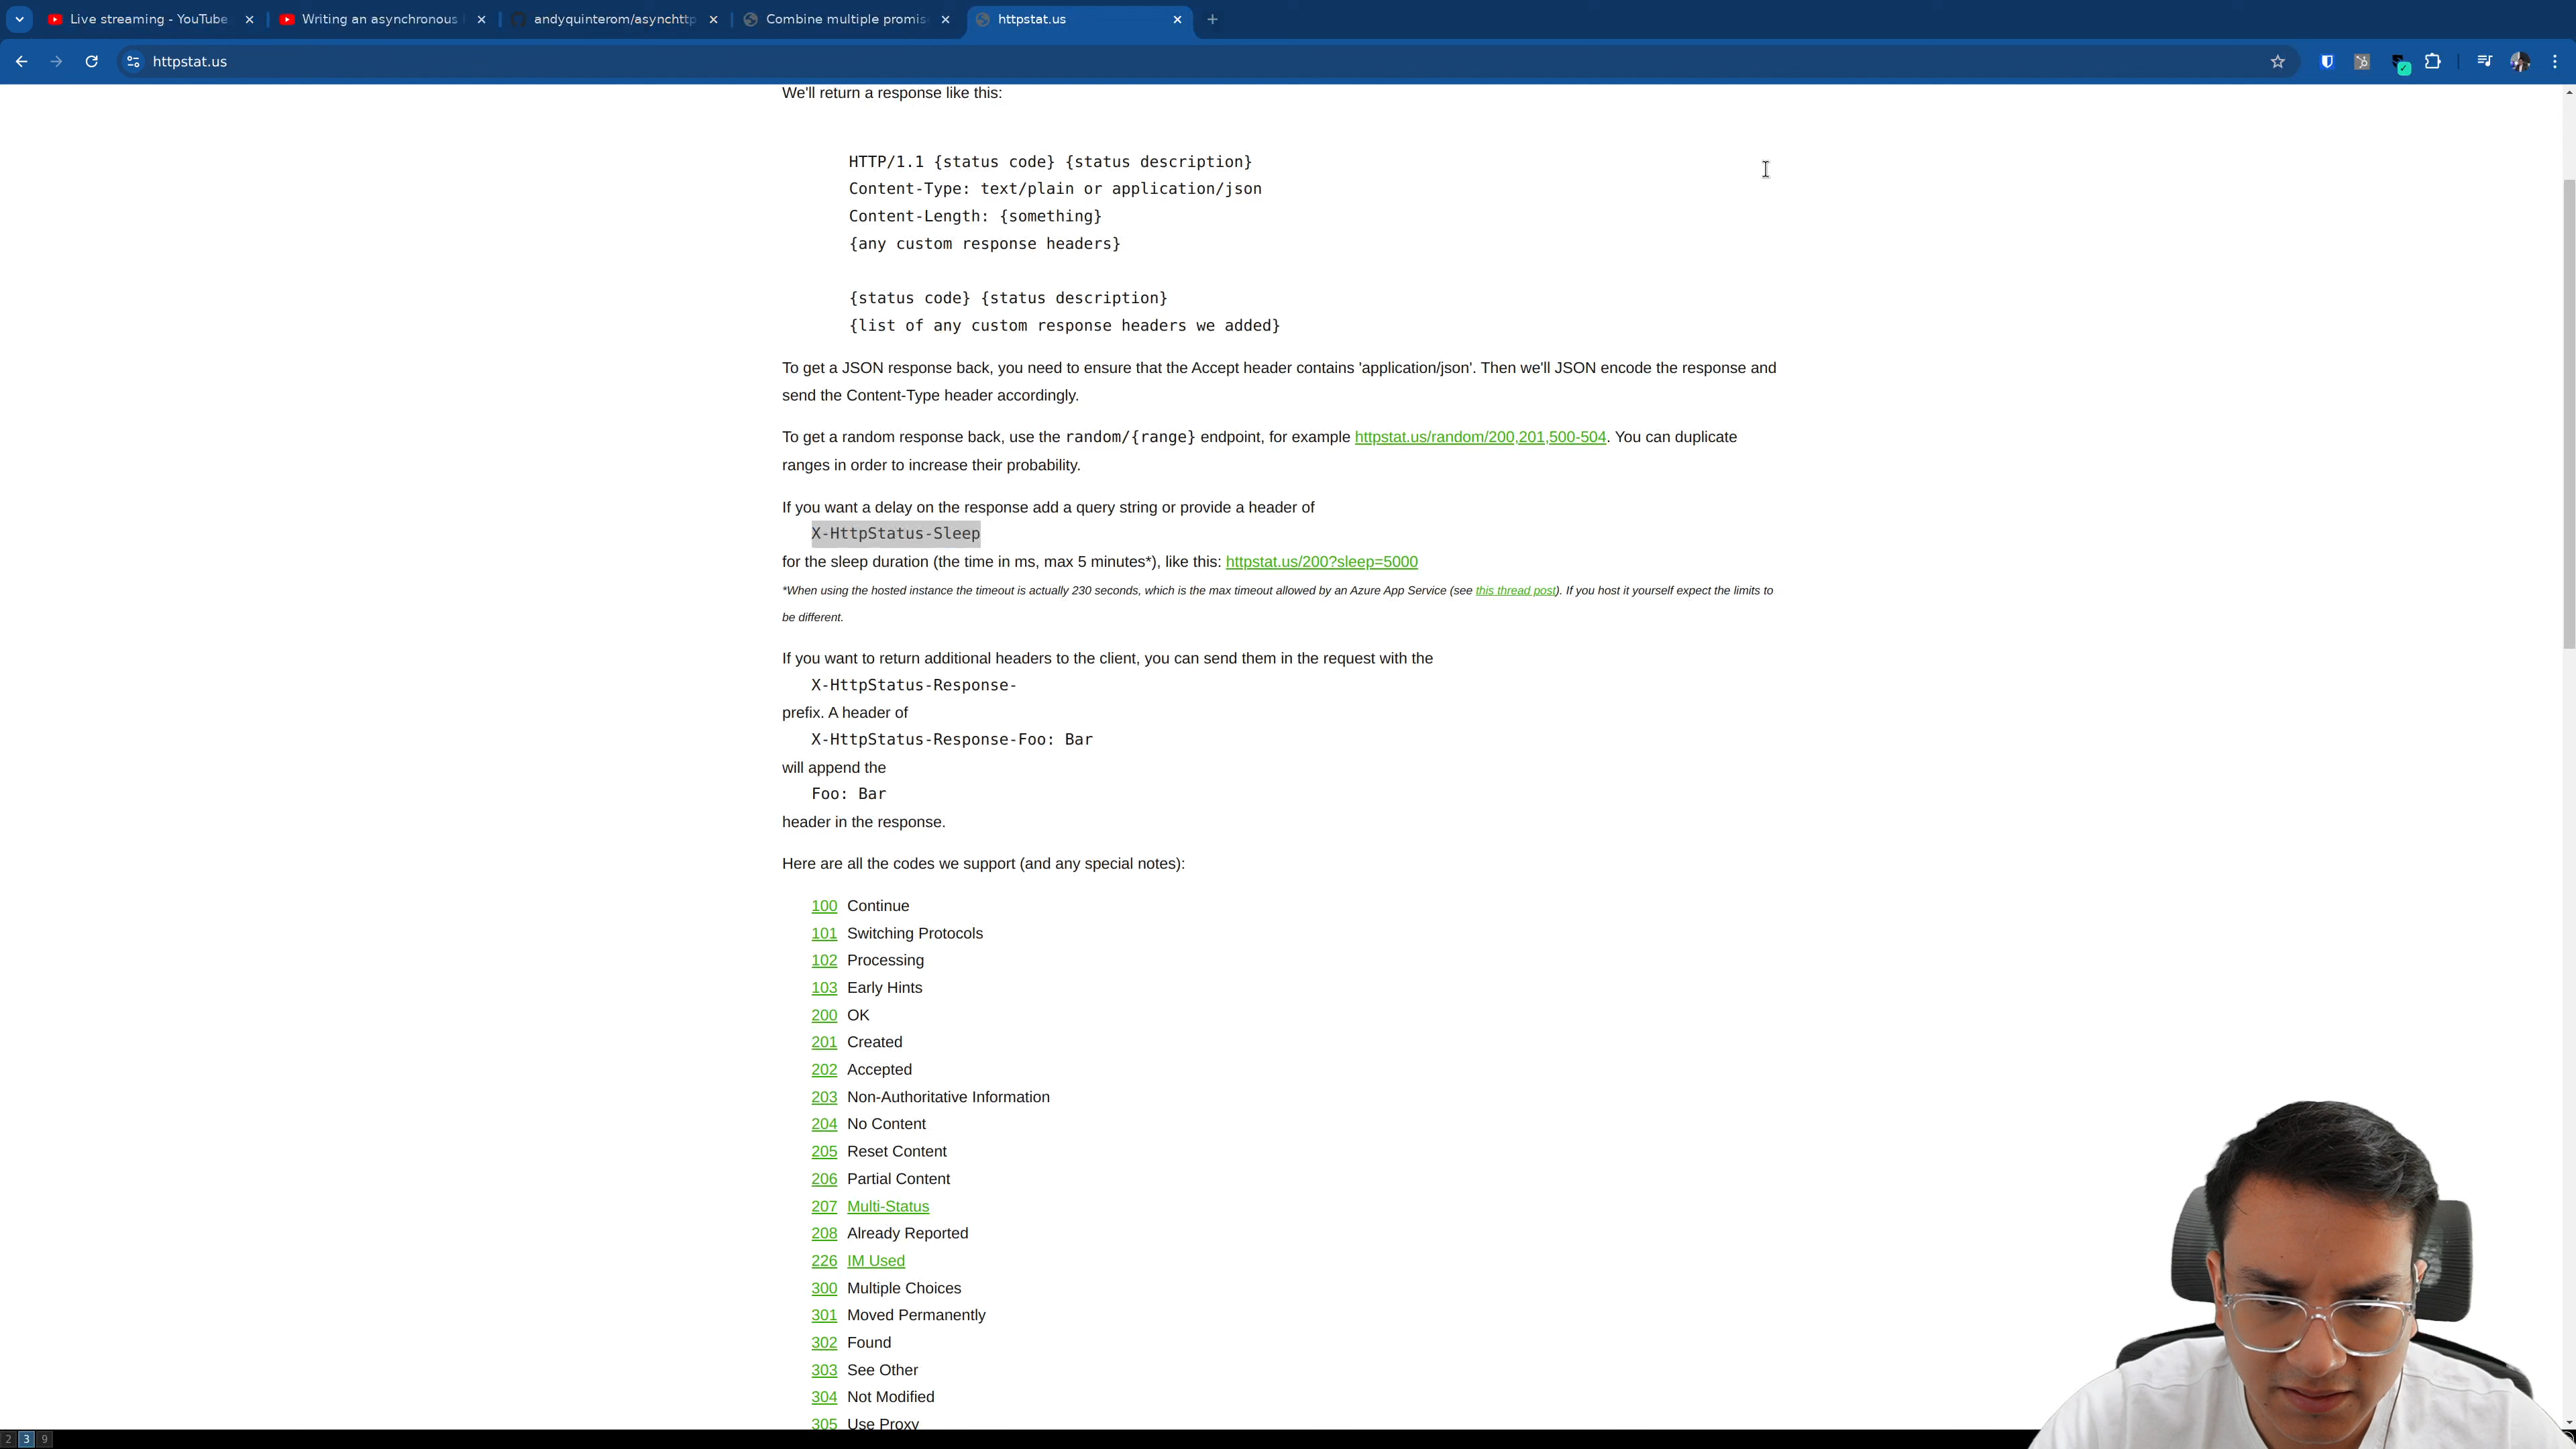 Live streaming - YouTube
Writing an asynchronous
andyquinterom/asynchttp
Combine multiple promis
httpstat.us
httpstat.us
We'll return a response like this:
HTTP/1.1 {status code} {status description}
Content-Type: text/plain or application/json
Content-Length: {something}
{any custom response headers}
{status code} {status description}
{list of any custom response headers we added}
To get a JSON response back, you need to ensure that the Accept header contains 'application/json'. Then we'll JSON encode the response and
send the Content-Type header accordingly.
To get a random response back, use the random/{range} endpoint, for example httpstat.us/random/200,201,500-504. You can duplicate
ranges in order to increase their probability.
If you want a delay on the response add a query string or provide a header of
X-HttpStatus-Sleep
for the sleep duration (the time in ms, max 5 minutes*), like this: httpstat.us/200?sleep=5000
*When using the hosted instance the timeout is actually 230 seconds, which is the max timeout allowed by an Azure App Service (see this thread post). If you host it yourself expect the limits to
be different.
If you want to return additional headers to the client, you can send them in the request with the
X-HttpStatus-Response-
prefix. A header of
X-HttpStatus-Response-Foo: Bar
will append the
Foo: Bar
header in the response.
Here are all the codes we support (and any special notes):
100 Continue
101 Switching Protocols
102 Processing
103 Early Hints
200 OK
201 Created
202 Accepted
203 Non-Authoritative Information
204 No Content
205 Reset Content
206 Partial Content
207 Multi-Status
208 Already Reported
226 IM Used
300 Multiple Choices
301 Moved Permanently
302 Found
303 See Other
304 Not Modified
305 Use Proxy
2 3 9